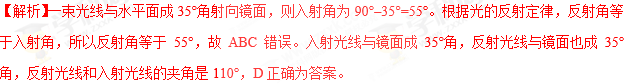 【解析】一束光线与水平面成 35°角射向镜面，则入射角为 90°–35°=55°。根据光的反射定律，反射角等
于入射角，所以反射角等于 55°，故 ABC 错误。入射光线与镜面成 35°角，反射光线与镜面也成 35°
角，反射光线和入射光线的夹角是 110°，D 正确为答案。